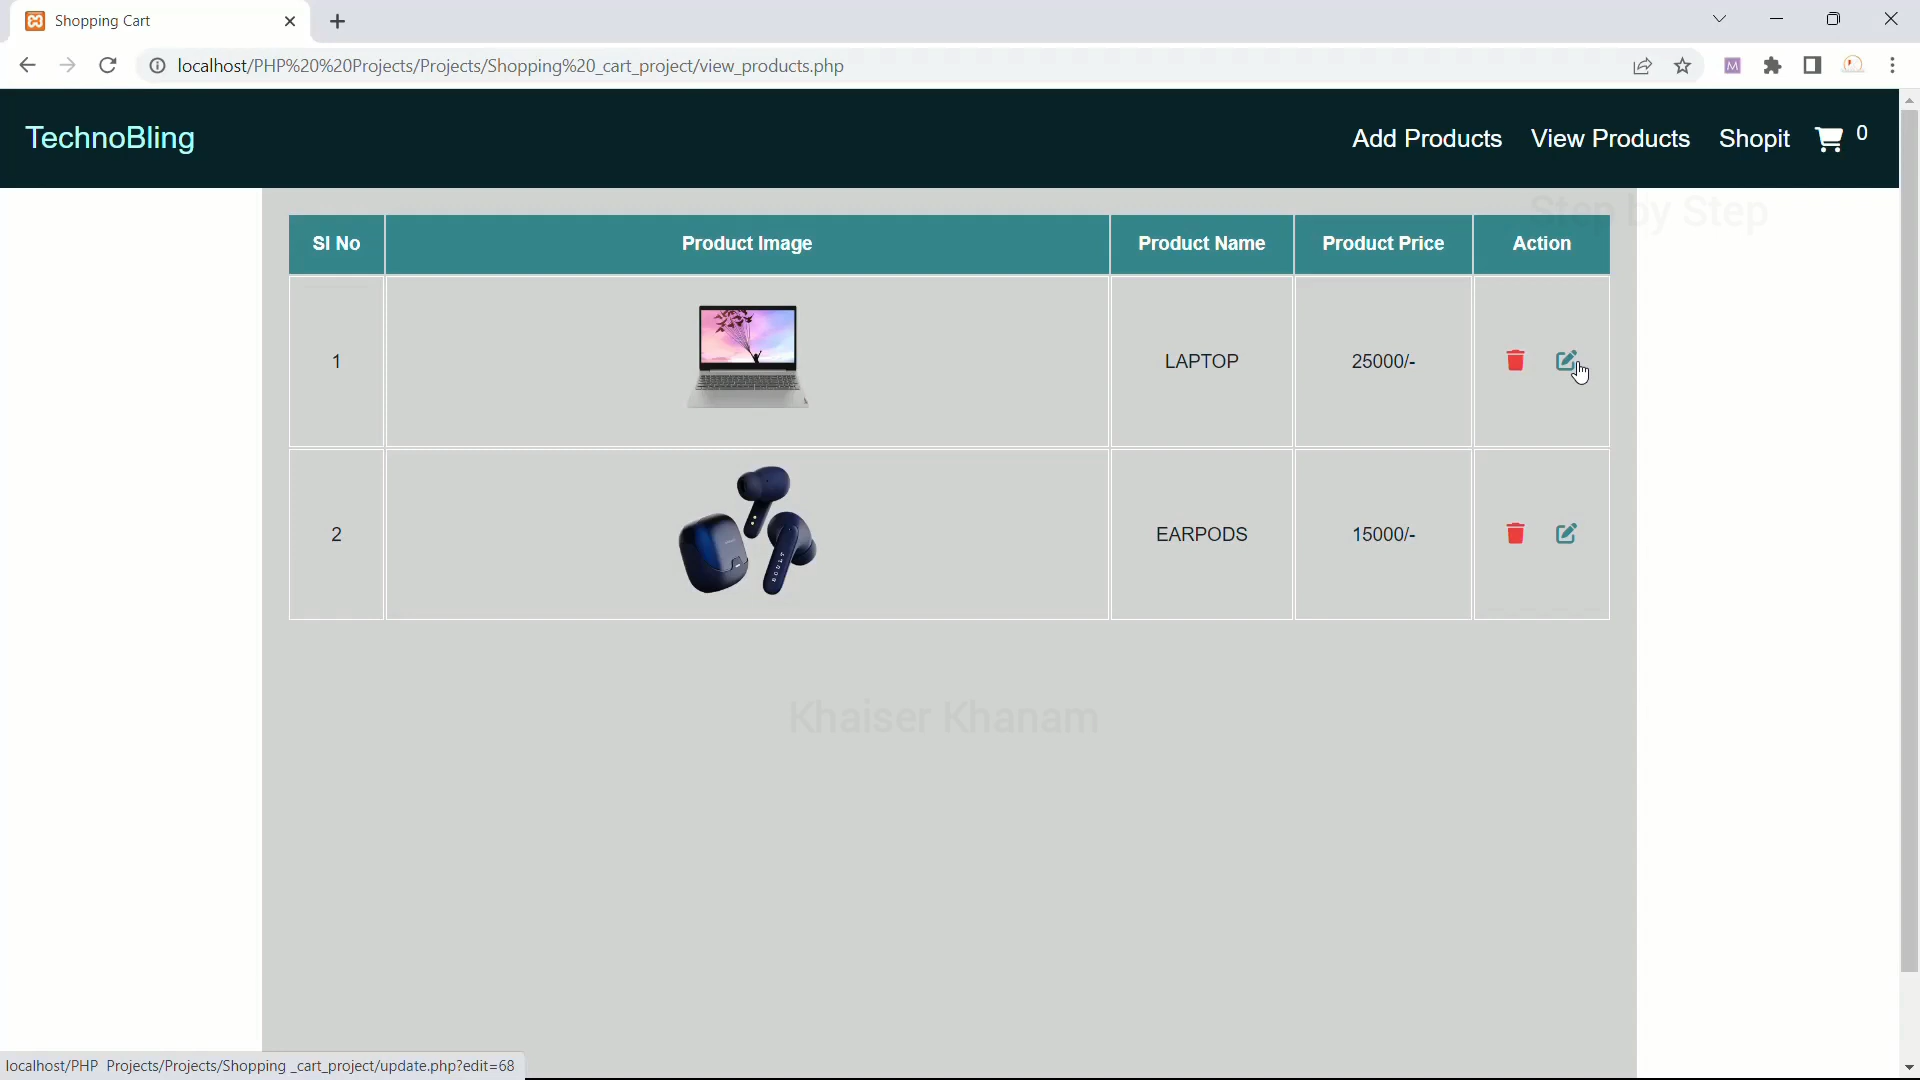 Shopping Cart
localhost/PHP%20%20Projects/Projects/Shopping%20_cart_project/view_products.php
TechnoBling
Add Products View Products Shopit 0
Step by Step
Sl No Product Image Product Name Product Price Action
1 LAPTOP 25000/-
2 EARPODS 15000/-
Khaiser Khanam
localhost/PHP Projects/Projects/Shopping _cart_project/update.php?edit=68